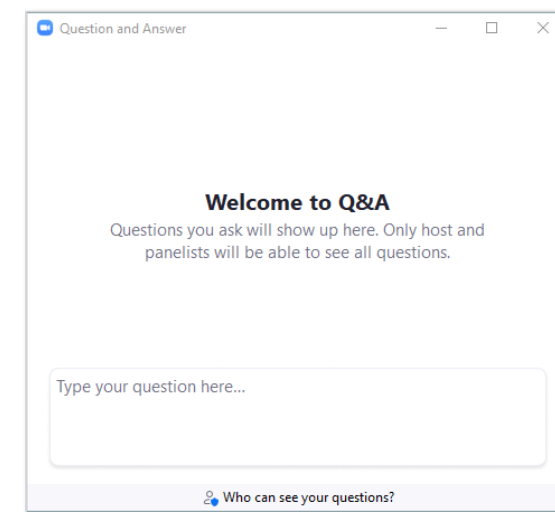 Question and Answer
Welcome to Q&A
Questions you ask will show up here. Only host and
panelists will be able to see all questions.
Type your question here...
Who can see your questions?